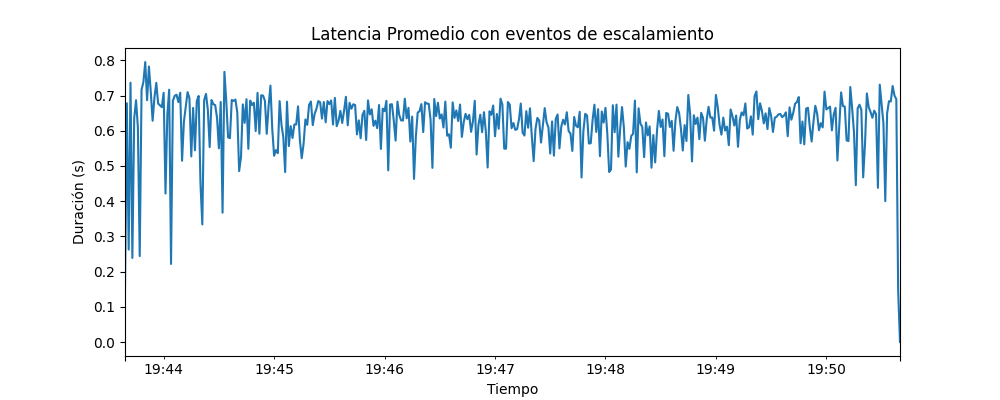 Latencia Promedio con eventos de escalamiento
0.8
0.7
0.6
0.5
0.4
0.3
0.2
0.1
0.0
Duración (s)
19:44 19:45 19:46 19:47 19:48 19:49 19:50
Tiempo